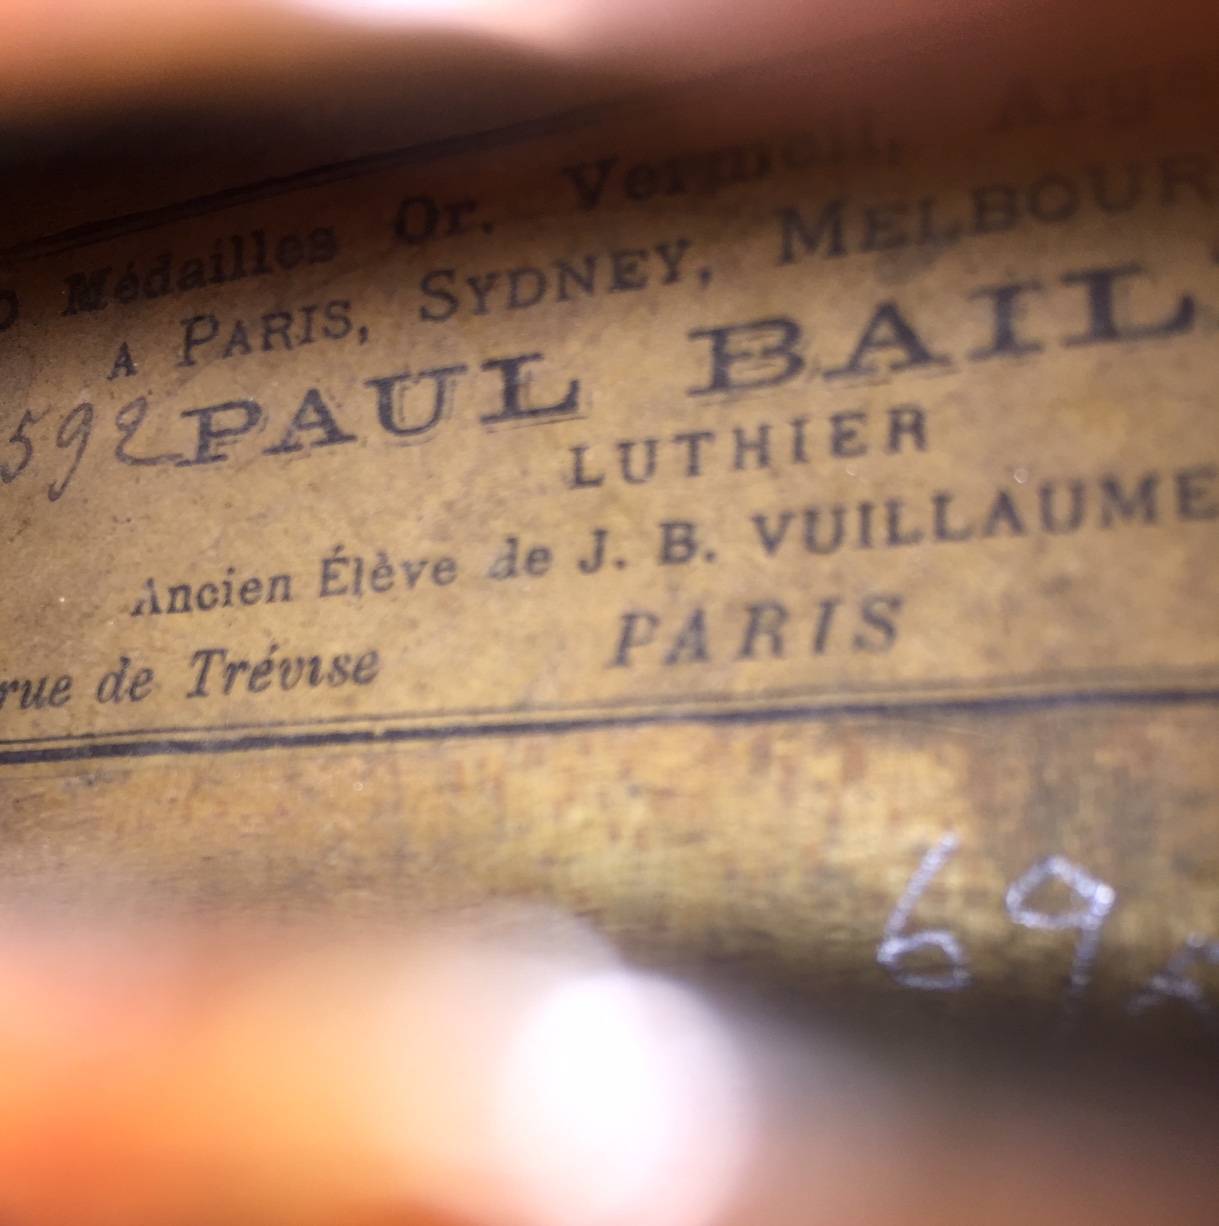 Médailles Or, Vermeil, Arg
A PARIS, SYDNEY, MELBOUR
592 PAUL BAIL
LUTHIER
Ancien Élève de J. B. VUILLAUME
rue de Trévise PARIS
69